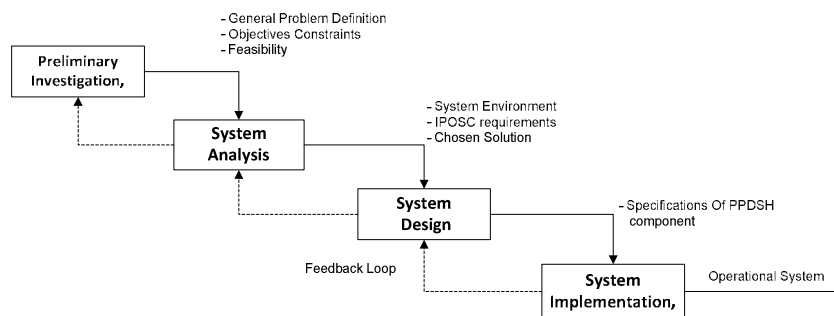 - General Problem Definition
- Objectives Constraints
- Feasibility
Preliminary
Investigation,
- System Environment
- IPOSC requirements
- Chosen Solution
System
Analysis
System
Design
- Specifications Of PPDSH
component
Feedback Loop
System
Implementation,
Operational System